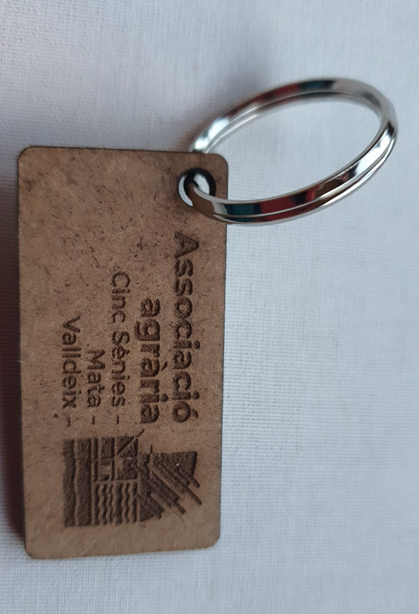 Associació
agrària
Cinc Sènies -
Mata -
Valldeix -